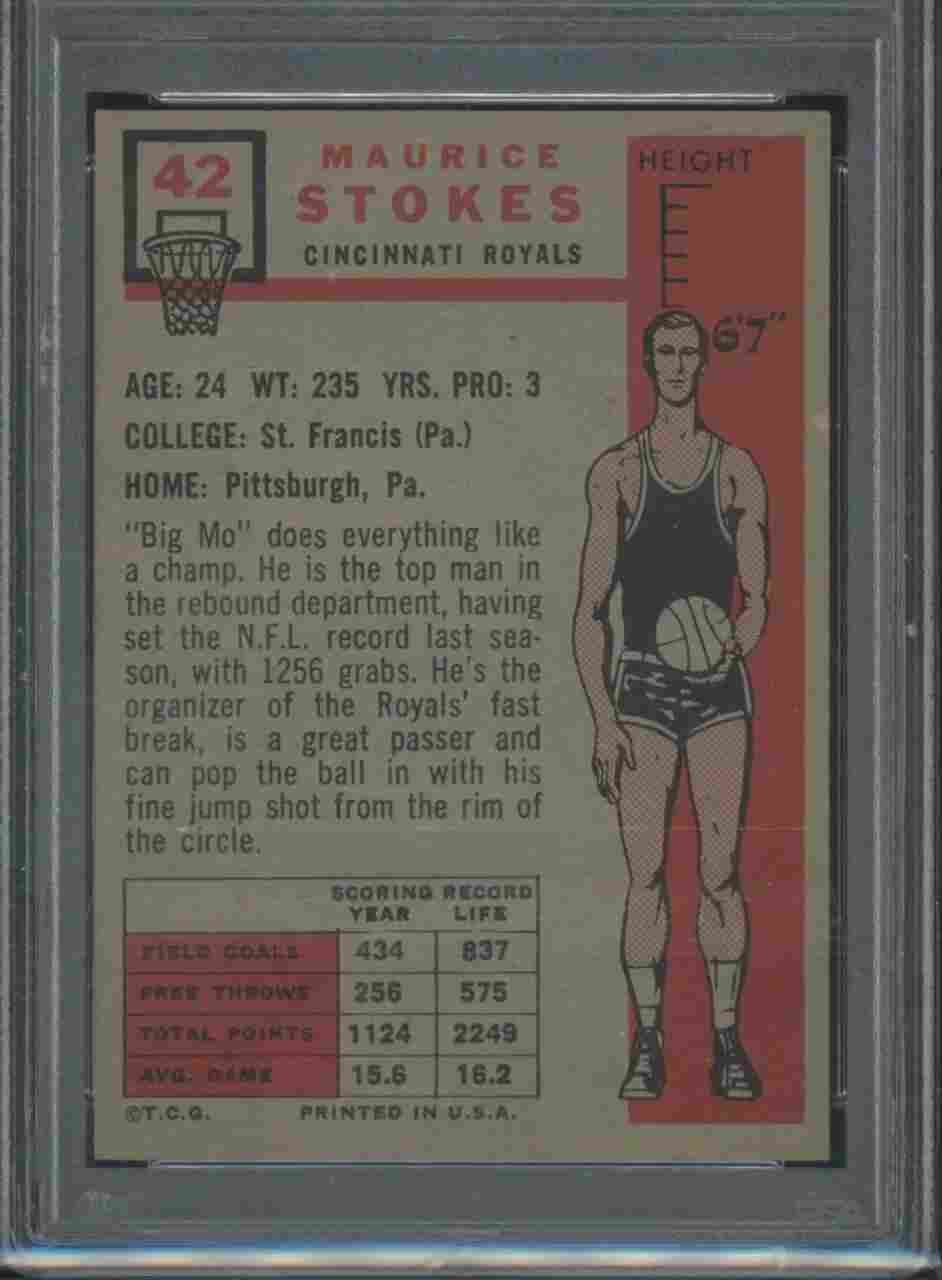 42
MAURICE
STOKES
CINCINNATI ROYALS
HEIGHT
6'7"
AGE: 24 WT: 235 YRS. PRO: 3
COLLEGE: St. Francis (Pa.)
HOME: Pittsburgh, Pa.
"Big Mo" does everything like
a champ. He is the top man in
the rebound department, having
set the N.F.L. record last sea-
son, with 1256 grabs. He's the
organizer of the Royals' fast
break, is a great passer and
can pop the ball in with his
fine jump shot from the rim of
the circle.
SCORING RECORD
YEAR LIFE
FIELD GOALS 434 837
FREE THROWS 256 575
TOTAL POINTS 1124 2249
AVG. GAME 15.6 16.2
©T.C.G. PRINTED IN U.S.A.